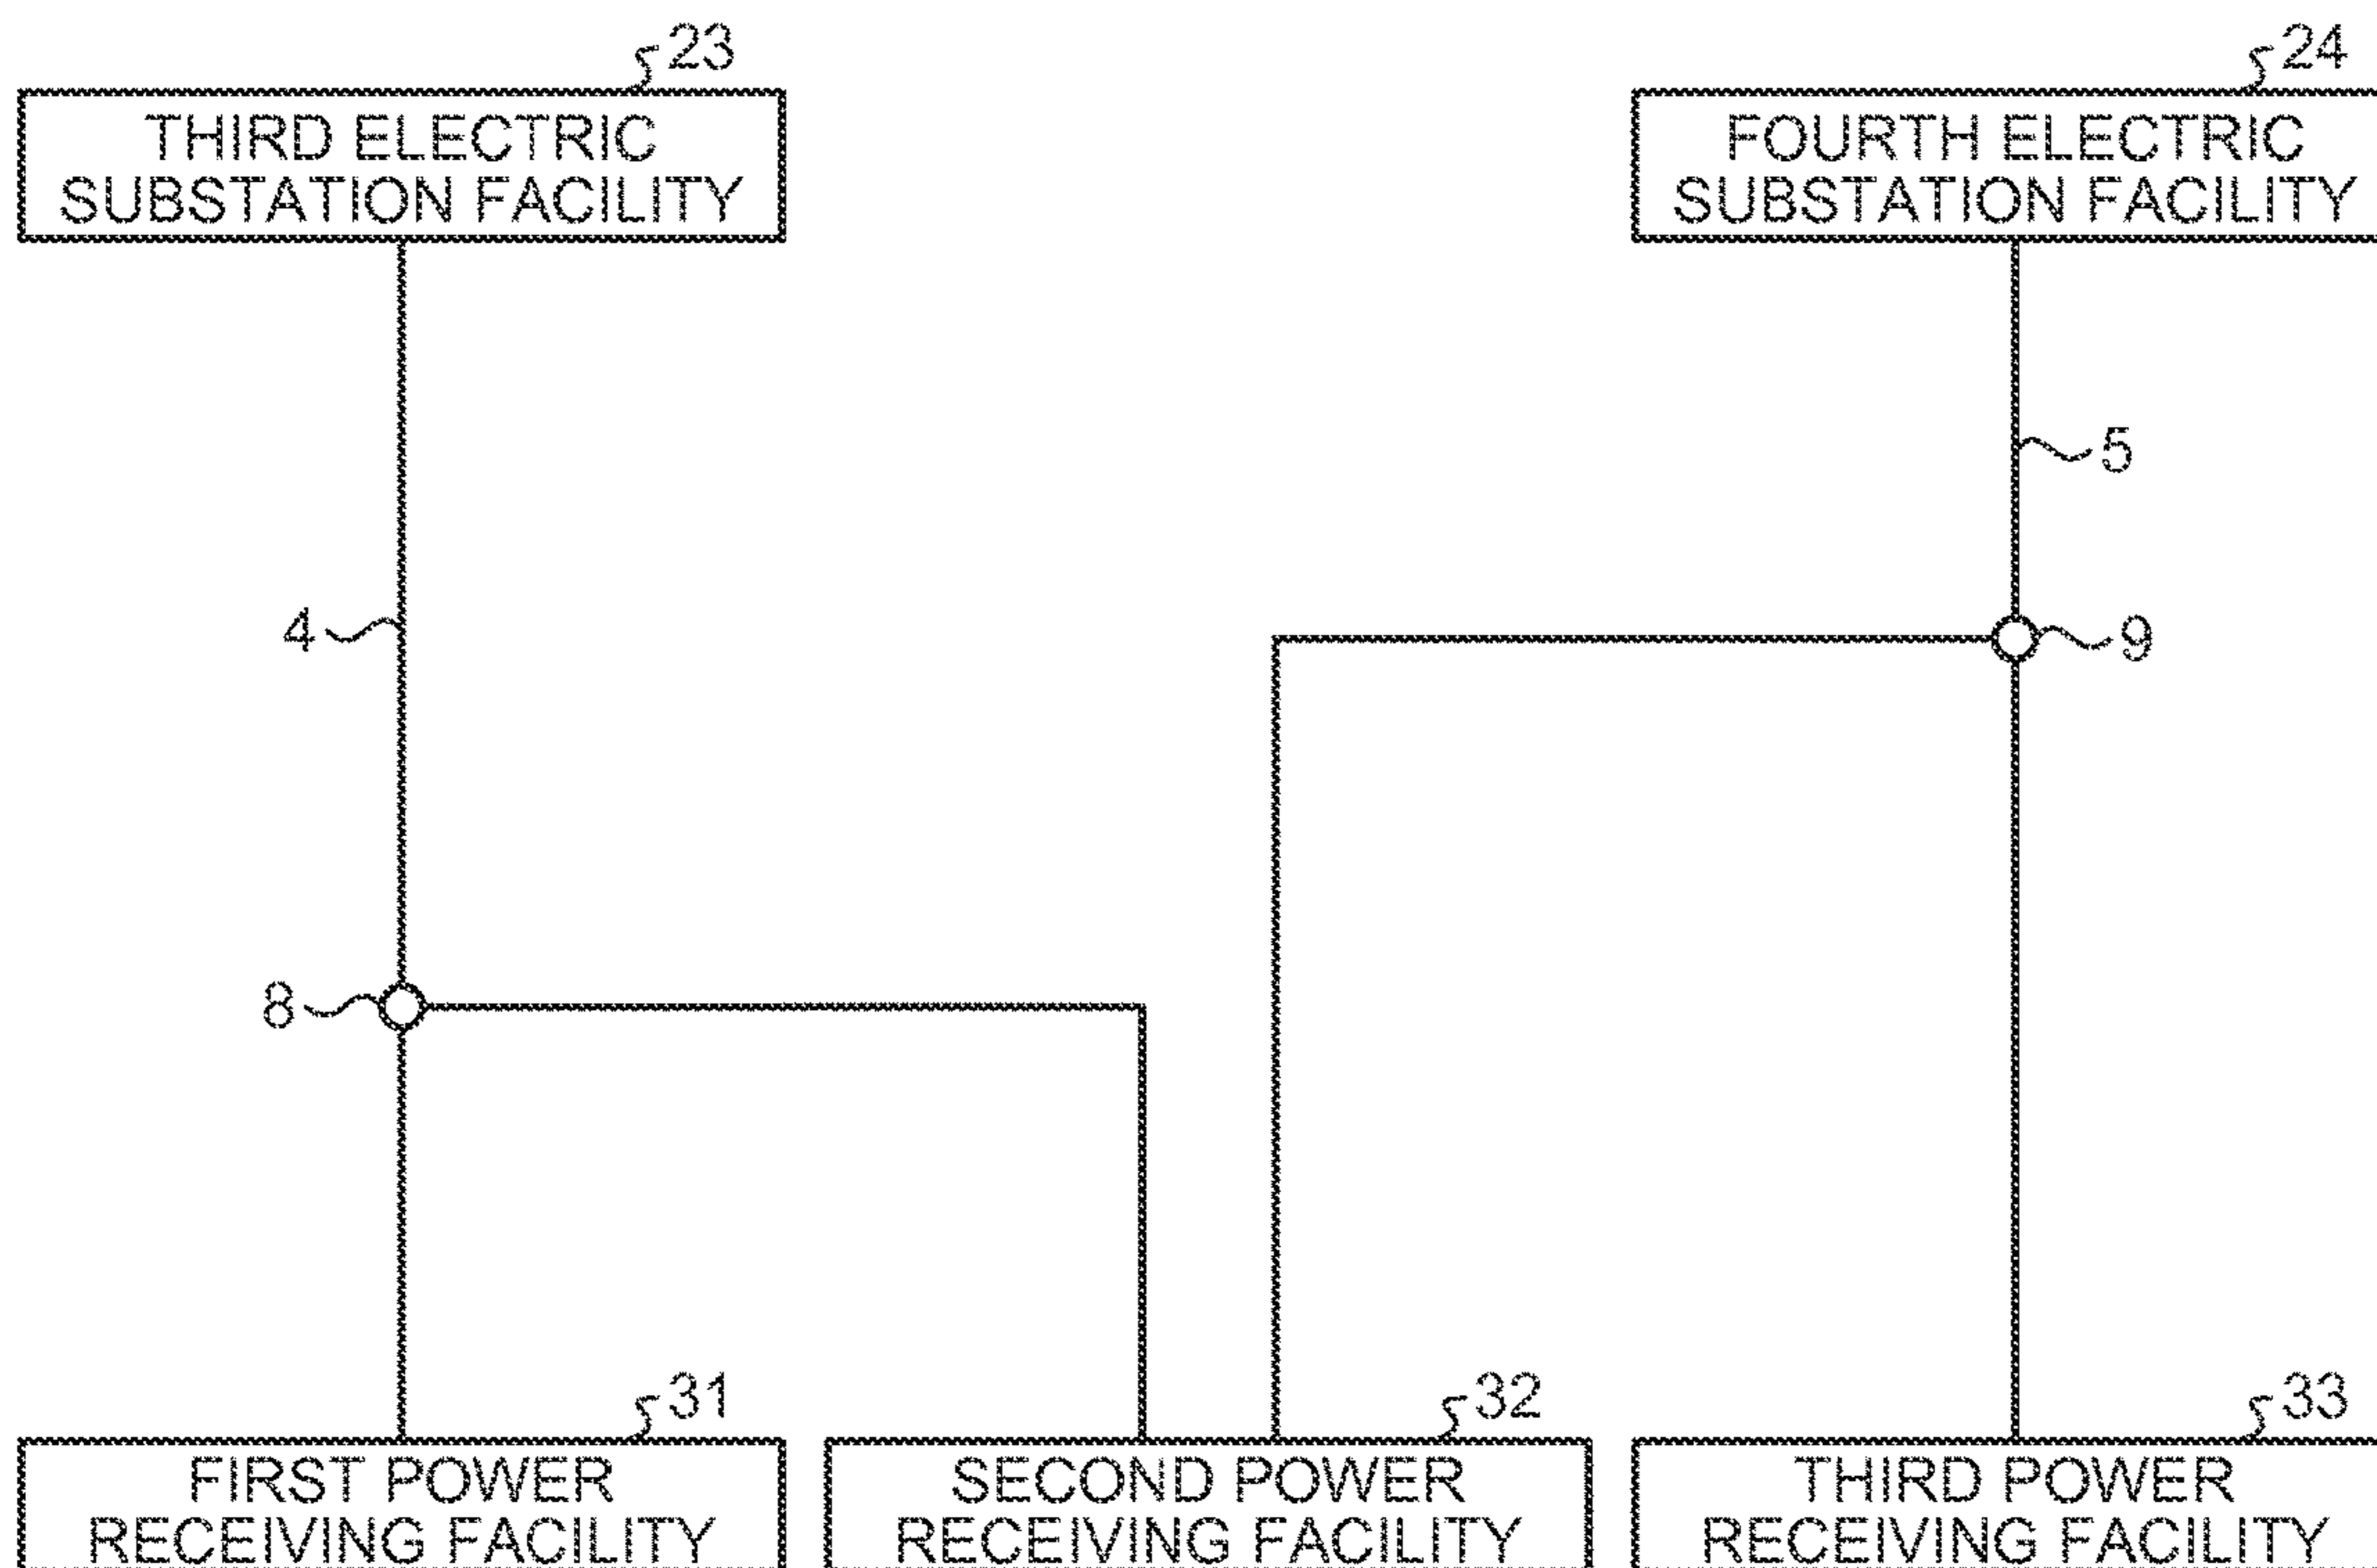 23
24
THIRD ELECTRIC
SUBSTATION FACILITY
FOURTH ELECTRIC
SUBSTATION FACILITY
5
4
9
8
31
32
33
FIRST POWER
RECEIVING FACILITY
SECOND POWER
RECEIVING FACILITY
THIRD POWER
RECEIVING FACILITY